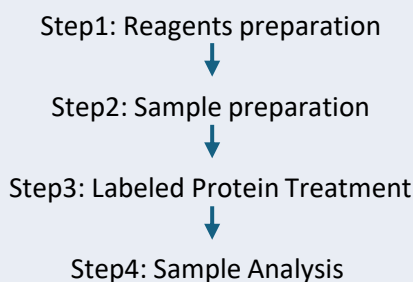 Step1: Reagents preparation
Step2: Sample preparation
Step3: Labeled Protein Treatment
Step4: Sample Analysis